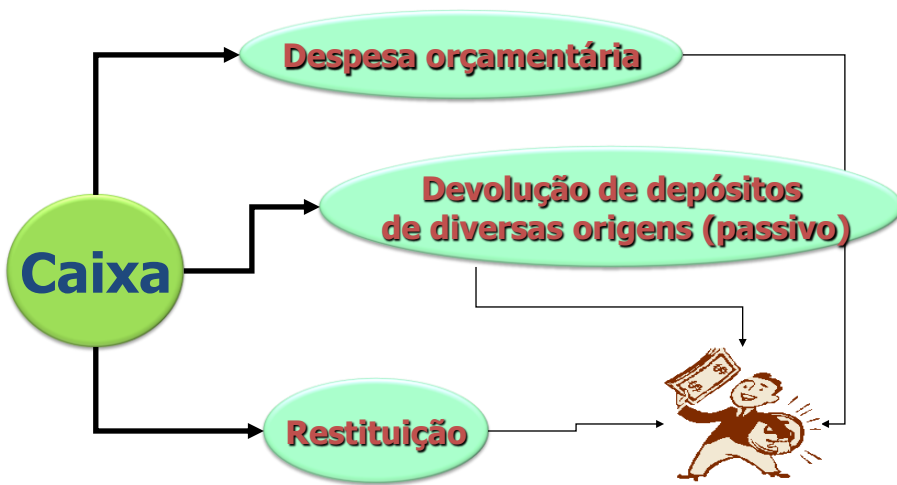 Despesa orçamentária
Devolução de depósitos
de diversas origens (passivo)
Caixa
Restituição
$
$